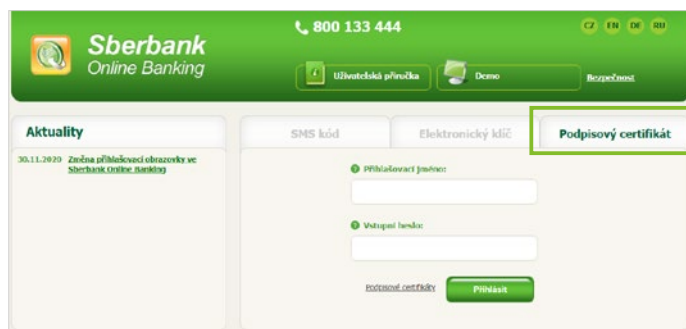 800 133 444
CZ EN DE RU
Sberbank
Online Banking
Uživatelská příručka
Demo
Bezpečnost
Aktuality
SMS kód
Elektronický klíč
Podpisový certifikát
30.11.2020 Změna přihlašovací obrazovky ve
Sberbank Online Banking
Přihlašovací jméno:
Vstupní heslo:
Podpisové certifikáty
Přihlásit